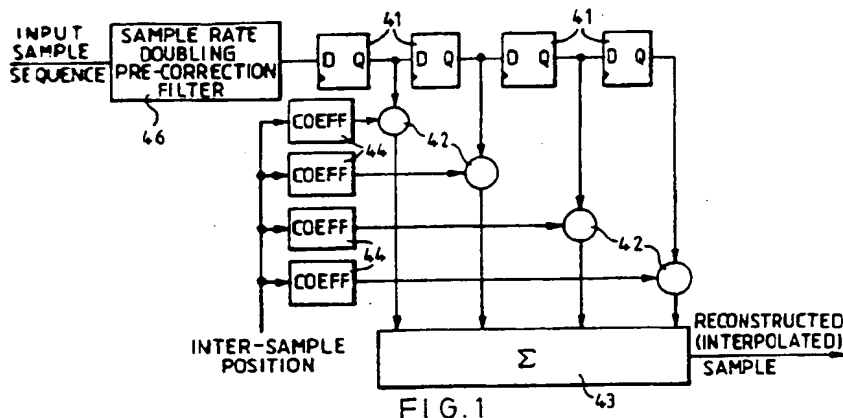 INPUT
SAMPLE
SEQUENCE
SAMPLE RATE
DOUBLING
PRE-CORRECTION
FILTER
46
41
41
D Q
D Q
D Q
D Q
COEFF
44
42
COEFF
COEFF
42
44
COEFF
INTER-SAMPLE
POSITION
Σ
43
RECONSTRUCTED
(INTERPOLATED)
SAMPLE
FIG.1